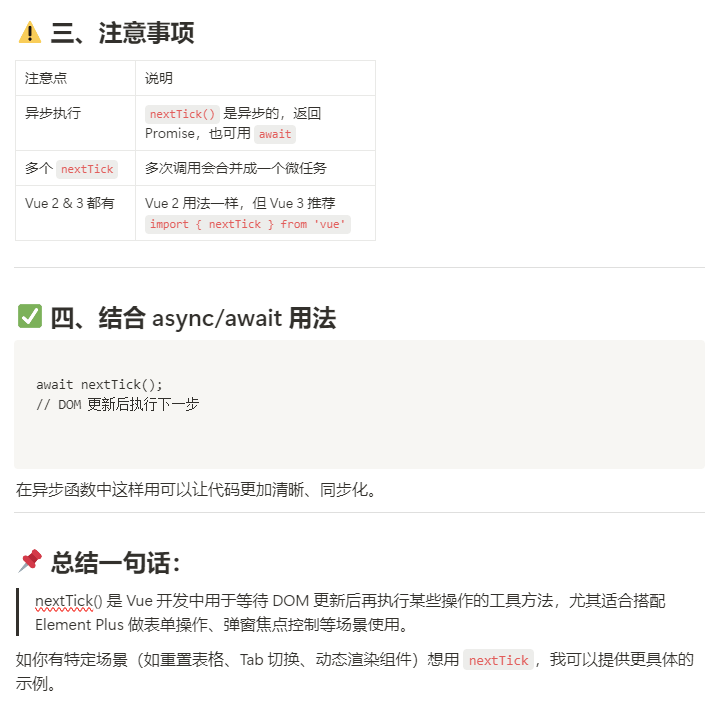 ⚠️ 三、注意事项
注意点 说明
异步执行 nextTick() 是异步的，返回
Promise，也可用 await
多个 nextTick 多次调用会合并成一个微任务
Vue 2 & 3 都有 Vue 2 用法一样，但 Vue 3 推荐
import { nextTick } from 'vue'
✅ 四、结合 async/await 用法
await nextTick();
// DOM 更新后执行下一步
在异步函数中这样用可以让代码更加清晰、同步化。
📌 总结一句话：
nextTick() 是 Vue 开发中用于等待 DOM 更新后再执行某些操作的工具方法，尤其适合搭配
Element Plus 做表单操作、弹窗焦点控制等场景使用。
如你有特定场景（如重置表格、Tab 切换、动态渲染组件）想用 nextTick，我可以提供更具体的
示例。